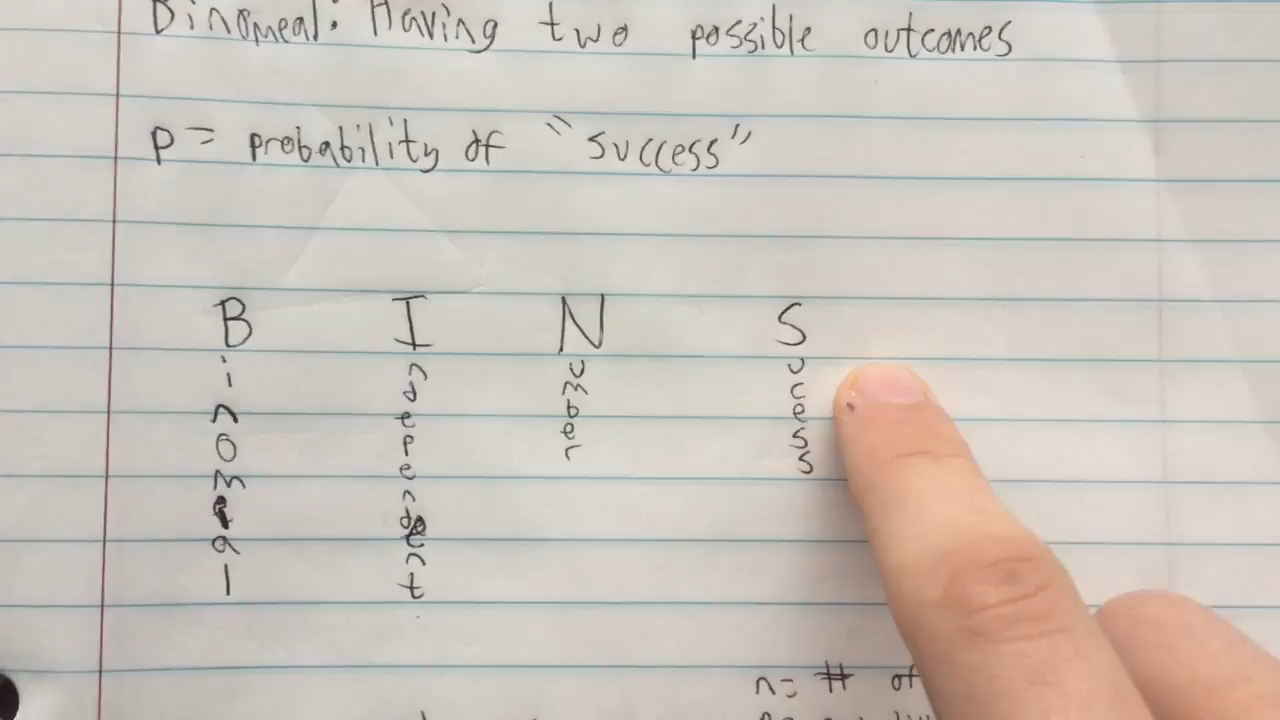 Binomeal: Having two possible outcomes
p = probability of "success"
B I N S
Binomial
Independent
Number
Success
n = # of